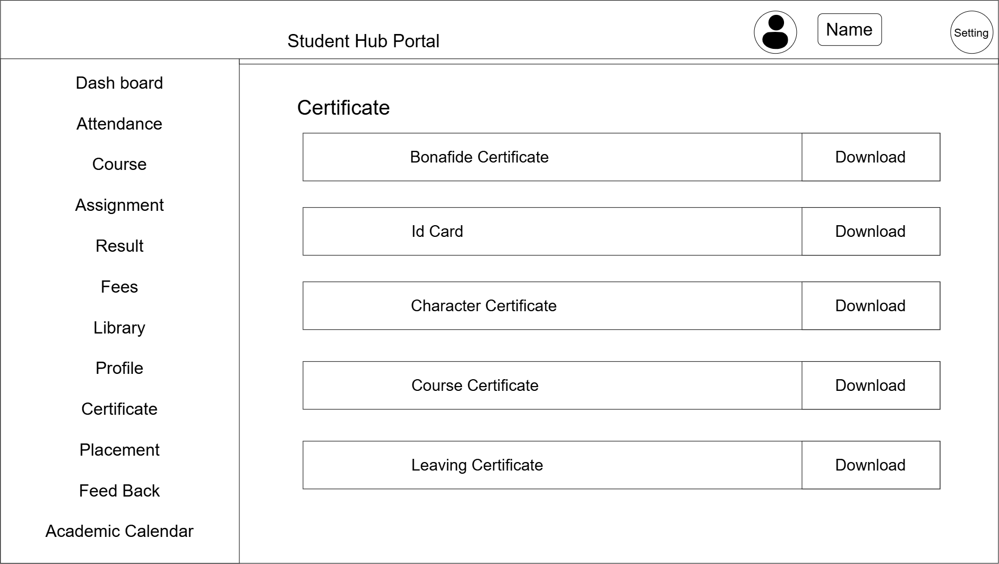 Student Hub Portal
Name
Setting
Dash board
Attendance
Course
Assignment
Result
Fees
Library
Profile
Certificate
Placement
Feed Back
Academic Calendar
Certificate
Bonafide Certificate Download
Id Card Download
Character Certificate Download
Course Certificate Download
Leaving Certificate Download